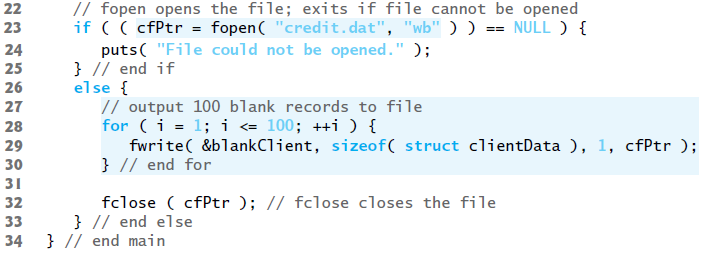 22 // fopen opens the file; exits if file cannot be opened
23 if ( ( cfPtr = fopen( "credit.dat", "wb" ) ) == NULL ) {
24 puts( "File could not be opened." );
25 } // end if
26 else {
27 // output 100 blank records to file
28 for ( i = 1; i <= 100; ++i ) {
29 fwrite( &blankClient, sizeof( struct clientData ), 1, cfPtr );
30 } // end for
31
32 fclose ( cfPtr ); // fclose closes the file
33 } // end else
34 } // end main